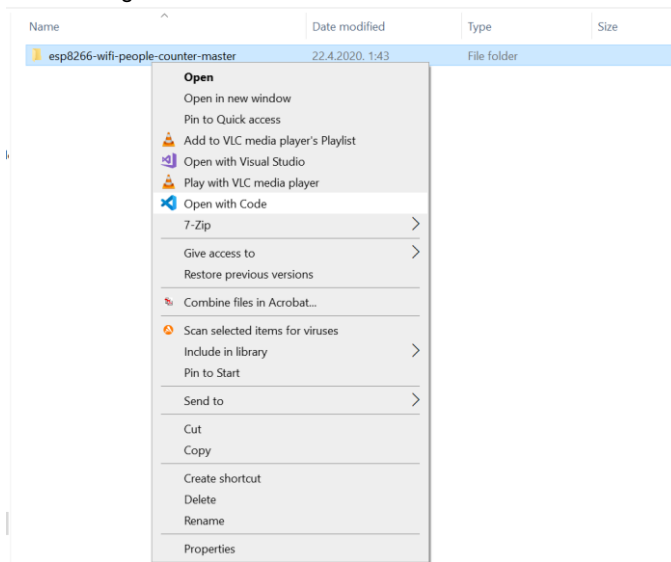 Name Date modified Type Size
esp8266-wifi-people-counter-master 22.4.2020. 1:43 File folder
Open
Open in new window
Pin to Quick access
Add to VLC media player's Playlist
Open with Visual Studio
Play with VLC media player
Open with Code
7-Zip
Give access to
Restore previous versions
Combine files in Acrobat...
Scan selected items for viruses
Include in library
Pin to Start
Send to
Cut
Copy
Create shortcut
Delete
Rename
Properties